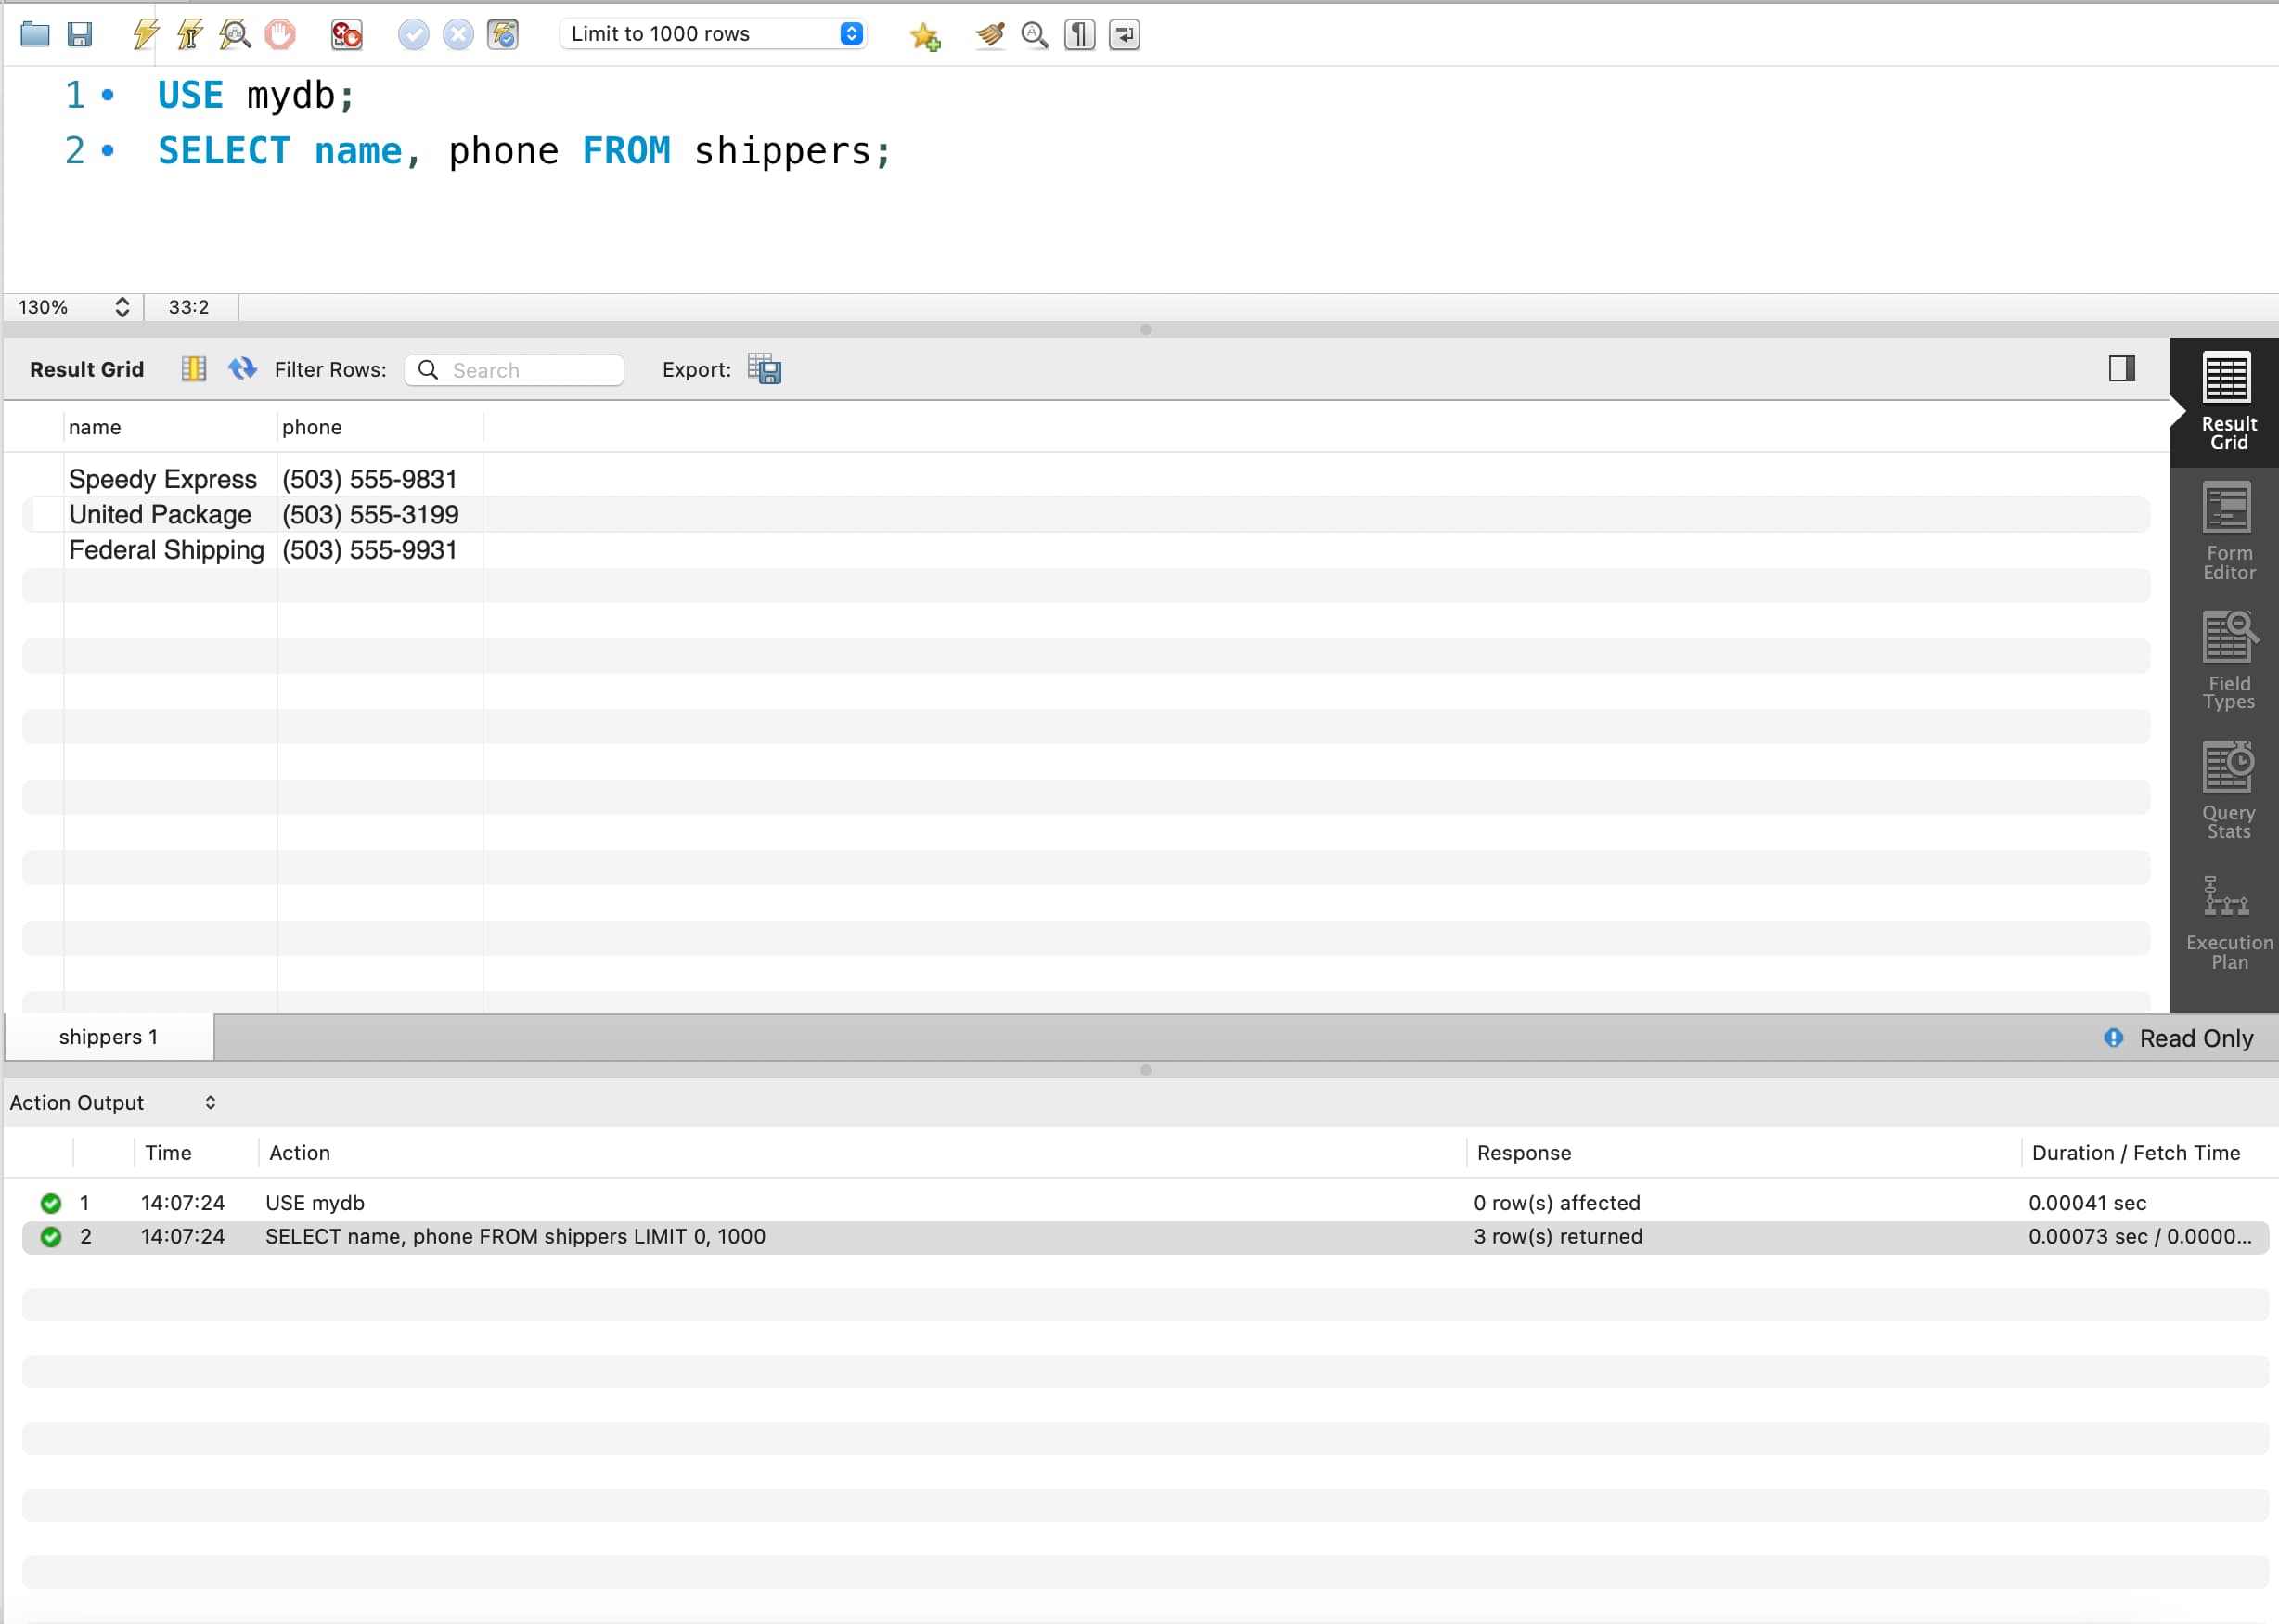 Limit to 1000 rows
1 USE mydb;
2 SELECT name, phone FROM shippers;
130% 33:2
Result Grid Filter Rows: Search Export:
name phone
Speedy Express (503) 555-9831
United Package (503) 555-3199
Federal Shipping (503) 555-9931
Result
Grid
Form
Editor
Field
Types
Query
Stats
Execution
Plan
shippers 1 Read Only
Action Output
Time Action Response Duration / Fetch Time
1 14:07:24 USE mydb 0 row(s) affected 0.00041 sec
2 14:07:24 SELECT name, phone FROM shippers LIMIT 0, 1000 3 row(s) returned 0.00073 sec / 0.0000...